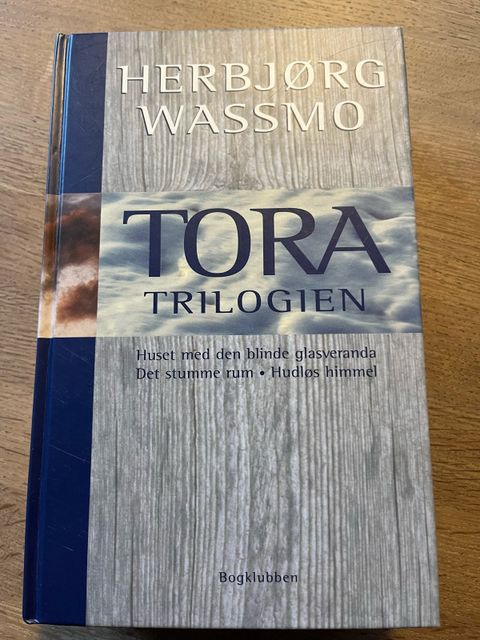 HERBJØRG
WASSMO
TORA
TRILOGIEN
Huset med den blinde glasveranda
Det stumme rum • Hudløs himmel
Bogklubben